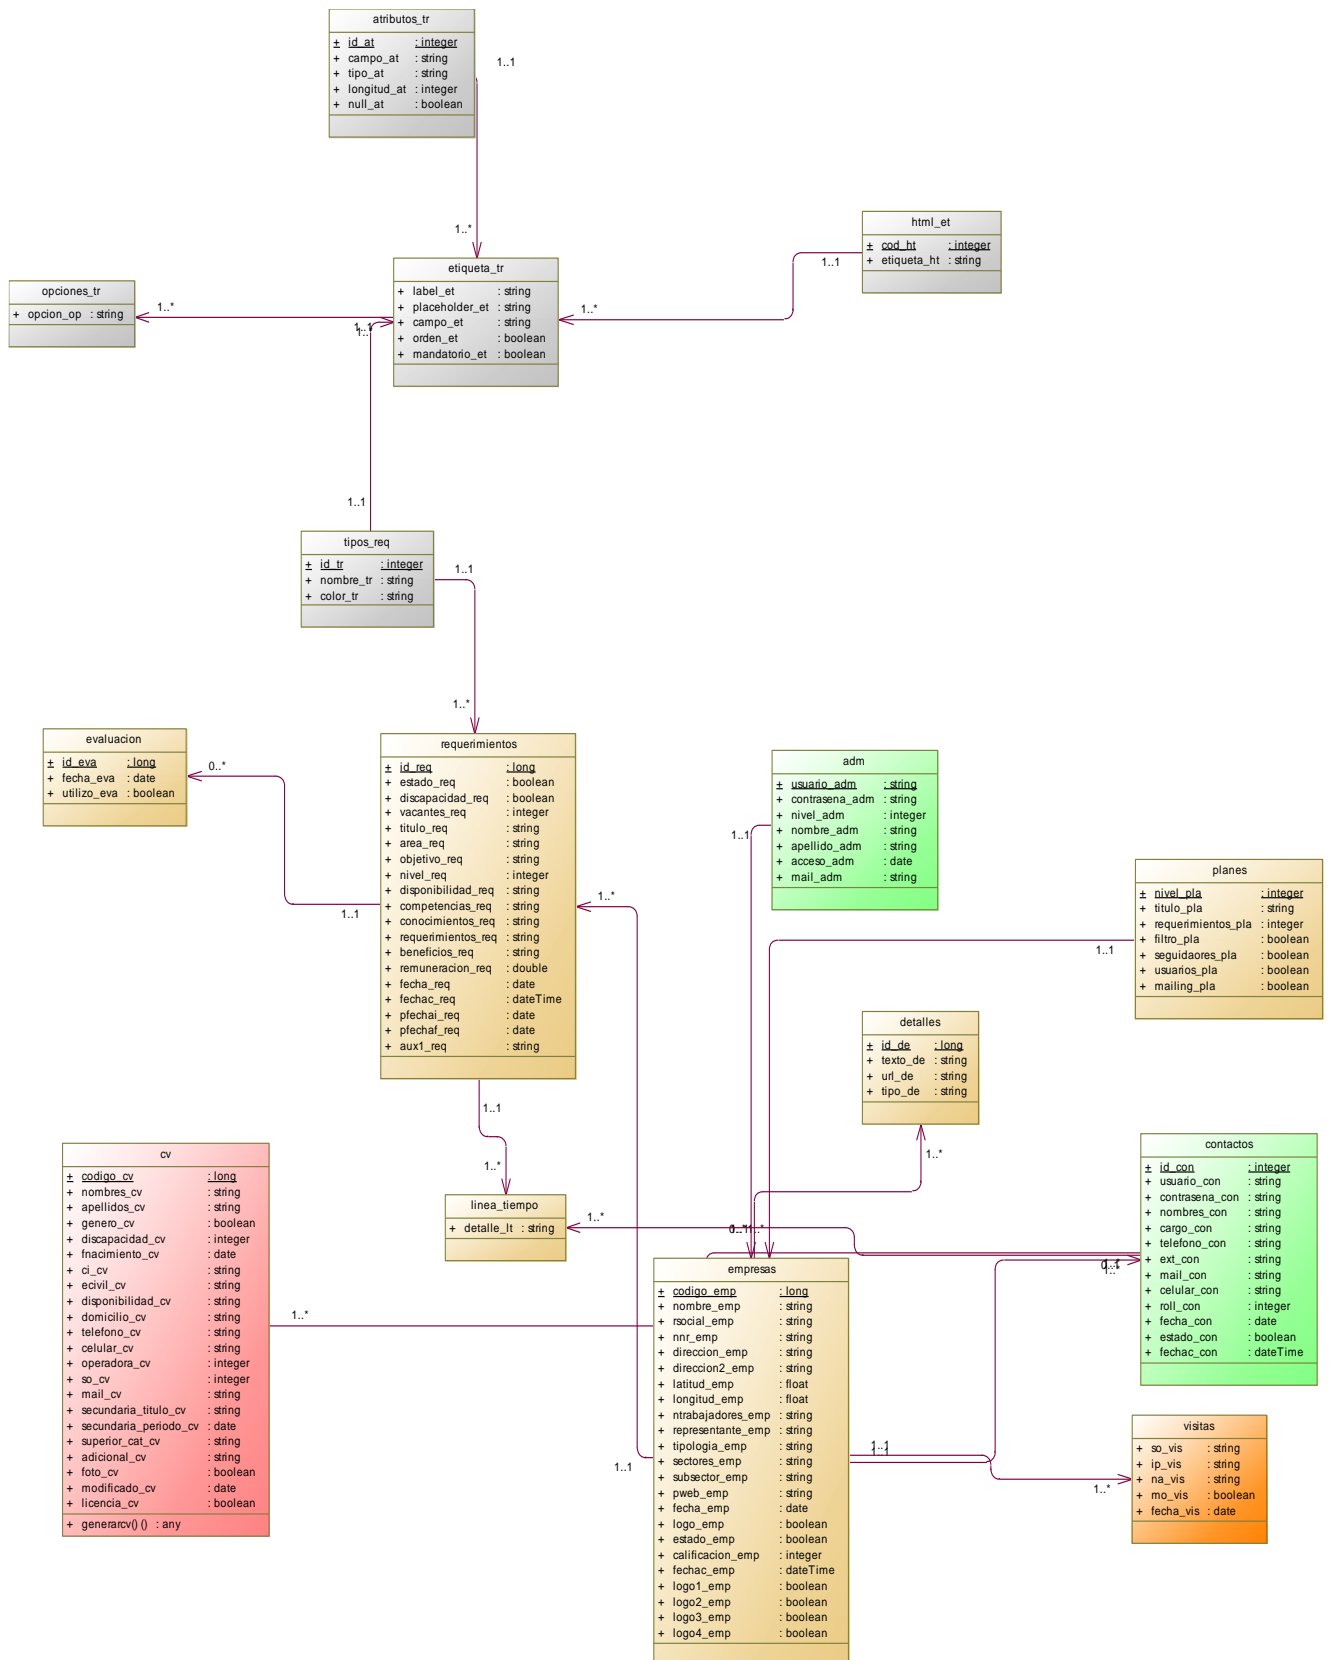 atributos_tr
+ id_at : integer
+ campo_at : string
+ tipo_at : string
+ longitud_at : integer
+ null_at : boolean
1..1
1..*
html_et
+ cod_ht : integer
+ etiqueta_ht : string
1..1
1..*
etiqueta_tr
+ label_et : string
+ placeholder_et : string
+ campo_et : string
+ orden_et : boolean
+ mandatorio_et : boolean
opciones_tr
+ opcion_op : string
1..*
1..1
1..1
tipos_req
+ id_tr : integer
+ nombre_tr : string
+ color_tr : string
1..1
1..*
evaluacion
+ id_eva : long
+ fecha_eva : date
+ utilizo_eva : boolean
0..*
1..1
requerimientos
+ id_req : long
+ estado_req : boolean
+ discapacidad_req : boolean
+ vacantes_req : integer
+ titulo_req : string
+ area_req : string
+ objetivo_req : string
+ nivel_req : integer
+ disponibilidad_req : string
+ competencias_req : string
+ conocimientos_req : string
+ requerimientos_req : string
+ beneficios_req : string
+ remuneracion_req : double
+ fecha_req : date
+ fechac_req : dateTime
+ pfechai_req : date
+ pfechaf_req : date
+ aux1_req : string
1..*
adm
+ usuario_adm : string
+ contrasena_adm : string
+ nivel_adm : integer
+ nombre_adm : string
+ apellido_adm : string
+ acceso_adm : date
+ mail_adm : string
1..1
planes
+ nivel_pla : integer
+ titulo_pla : string
+ requerimientos_pla : integer
+ filtro_pla : boolean
+ seguidaores_pla : boolean
+ usuarios_pla : boolean
+ mailing_pla : boolean
1..1
detalles
+ id_de : long
+ texto_de : string
+ url_de : string
+ tipo_de : string
1..*
1..1
1..*
linea_tiempo
+ detalle_lt : string
1..*
cv
+ codigo_cv : long
+ nombres_cv : string
+ apellidos_cv : string
+ genero_cv : boolean
+ discapacidad_cv : integer
+ fnacimiento_cv : date
+ ci_cv : string
+ ecivil_cv : string
+ disponibilidad_cv : string
+ domicilio_cv : string
+ telefono_cv : string
+ celular_cv : string
+ operadora_cv : integer
+ so_cv : integer
+ mail_cv : string
+ secundaria_titulo_cv : string
+ secundaria_periodo_cv : date
+ superior_cat_cv : string
+ adicional_cv : string
+ foto_cv : boolean
+ modificado_cv : date
+ licencia_cv : boolean
+ generarcv() () : any
1..*
contactos
+ id_con : integer
+ usuario_con : string
+ contrasena_con : string
+ nombres_con : string
+ cargo_con : string
+ telefono_con : string
+ ext_con : string
+ mail_con : string
+ celular_con : string
+ roll_con : integer
+ fecha_con : date
+ estado_con : boolean
+ fechac_con : dateTime
empresas
+ codigo_emp : long
+ nombre_emp : string
+ rsocial_emp : string
+ nnr_emp : string
+ direccion_emp : string
+ direccion2_emp : string
+ latitud_emp : float
+ longitud_emp : float
+ ntrabajadores_emp : string
+ representante_emp : string
+ tipologia_emp : string
+ sectores_emp : string
+ subsector_emp : string
+ pweb_emp : string
+ fecha_emp : date
+ logo_emp : boolean
+ estado_emp : boolean
+ calificacion_emp : integer
+ fechac_emp : dateTime
+ logo1_emp : boolean
+ logo2_emp : boolean
+ logo3_emp : boolean
+ logo4_emp : boolean
1..1
1..1
1..1
visitas
+ so_vis : string
+ ip_vis : string
+ na_vis : string
+ mo_vis : boolean
+ fecha_vis : date
1..*